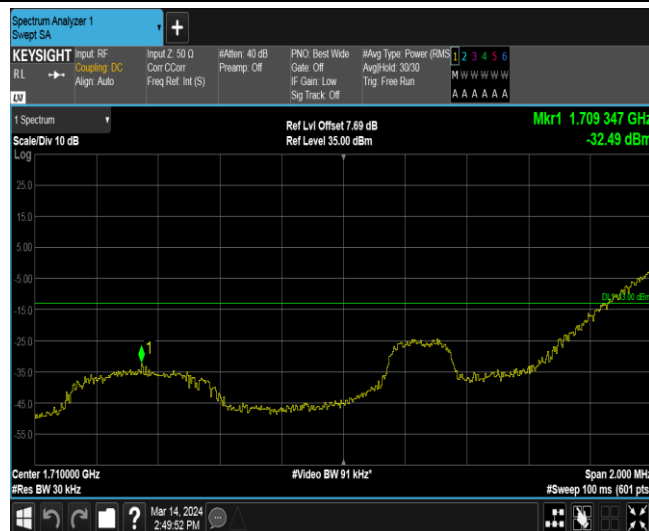 Spectrum Analyzer 1
Swept SA
+
KEYSIGHT
RL
LXI
Input: RF
Coupling: DC
Align: Auto
Input Z: 50 Ω
Corr CCorr
Freq Ref: Int (S)
#Atten: 40 dB
Preamp: Off
PNO: Best Wide
Gate: Off
IF Gain: Low
Sig Track: Off
#Avg Type: Power (RMS
Avg|Hold: 30/30
Trig: Free Run
1 2 3 4 5 6
M W W W W W
A A A A A A
1 Spectrum
Scale/Div 10 dB
Log
Ref Lvl Offset 7.69 dB
Ref Level 35.00 dBm
Mkr1 1.709 347 GHz
-32.49 dBm
25.0
15.0
5.00
-5.00
-15.0
-25.0
-35.0
-45.0
-55.0
1
Center 1.710000 GHz
#Res BW 30 kHz
#Video BW 91 kHz*
Span 2.000 MHz
#Sweep 100 ms (601 pts
?
Mar 14, 2024
2:49:52 PM